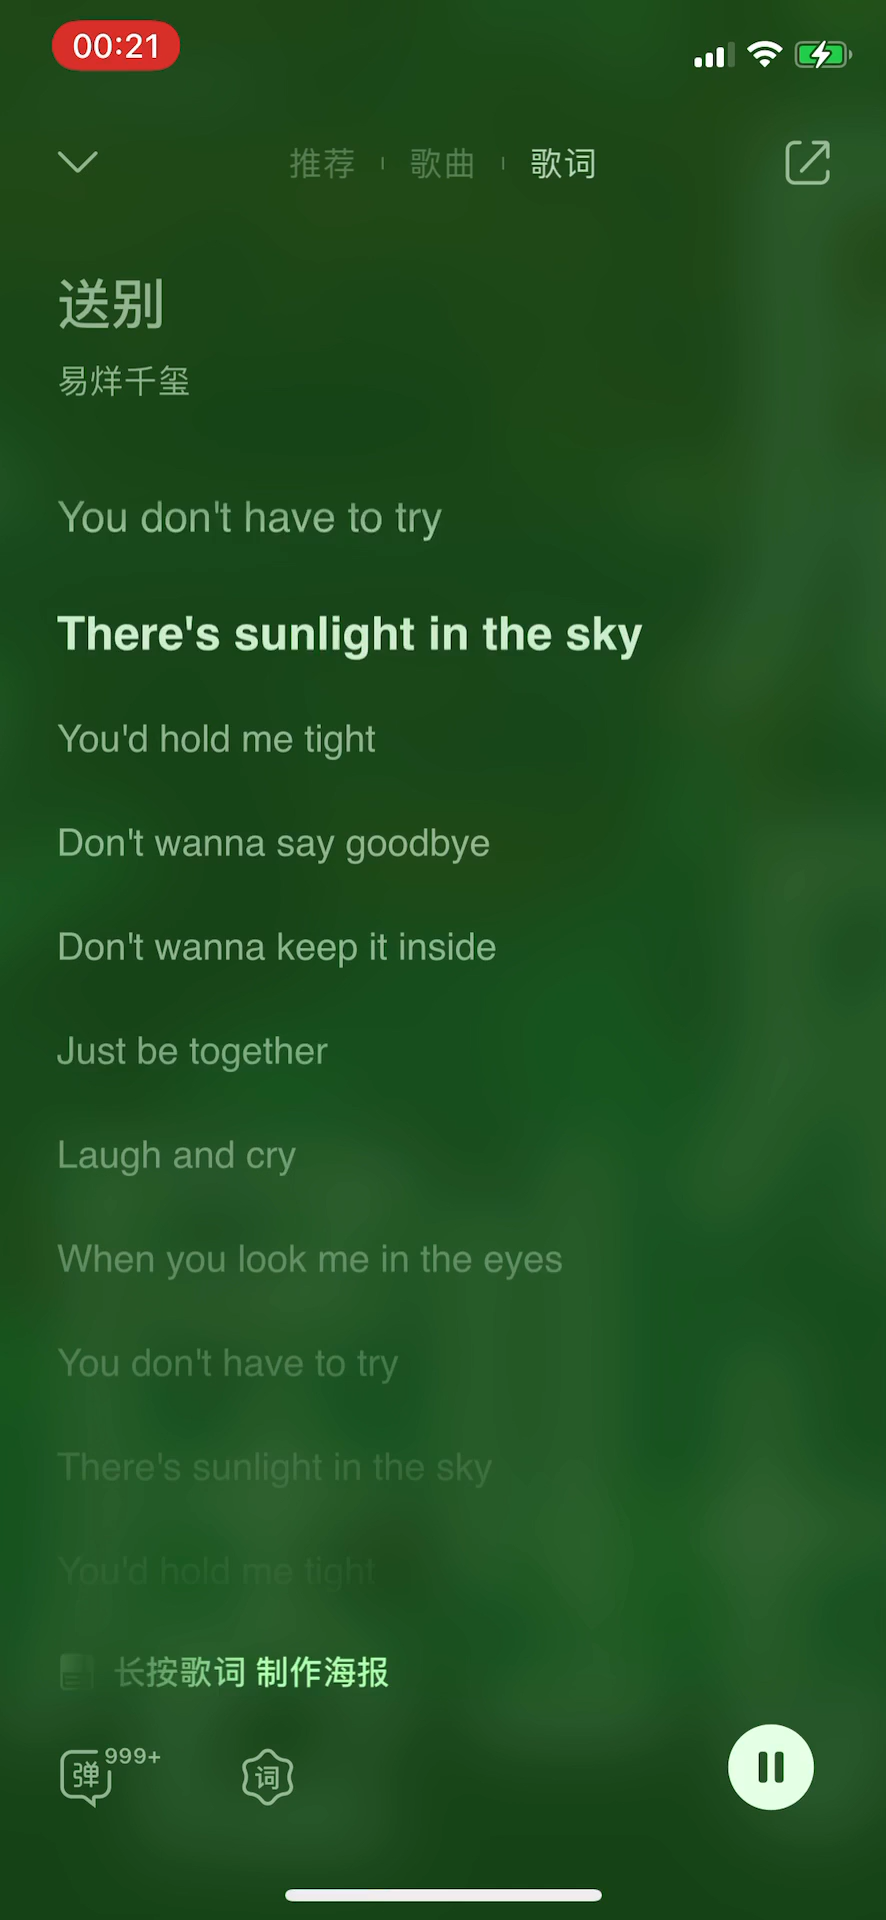 00:21
推荐 歌曲 歌词
送别
易烊千玺
You don't have to try
There's sunlight in the sky
You'd hold me tight
Don't wanna say goodbye
Don't wanna keep it inside
Just be together
Laugh and cry
When you look me in the eyes
You don't have to try
There's sunlight in the sky
You'd hold me tight
长按歌词 制作海报
弹 999+ 词